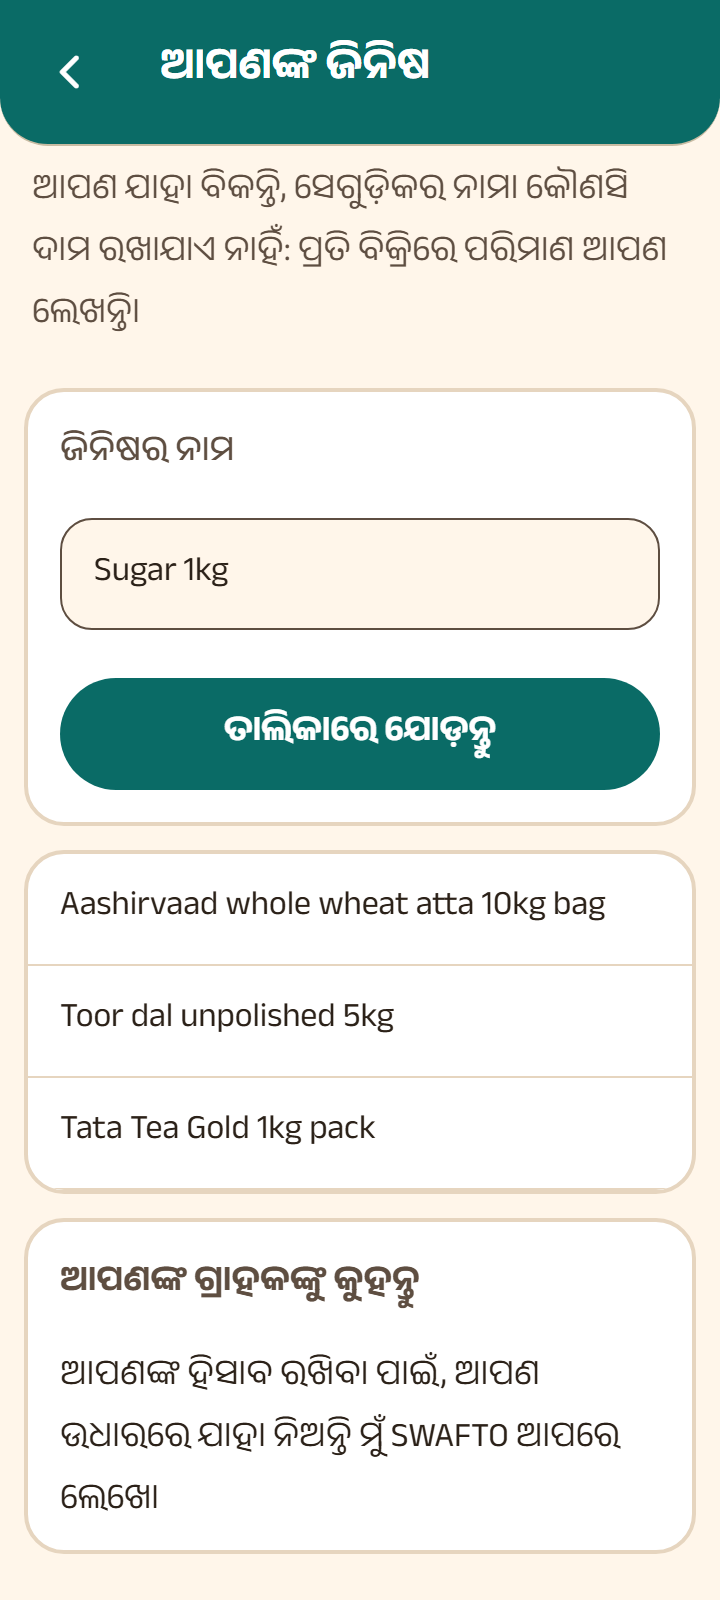 ଆପଣଙ୍କ ଜିନିଷ
ଆପଣ ଯାହା ବିକନ୍ତି, ସେଗୁଡ଼ିକର ନାମ। କୌଣସି
ଦାମ ରଖାଯାଏ ନାହିଁ: ପ୍ରତି ବିକ୍ରିରେ ପରିମାଣ ଆପଣ
ଲେଖନ୍ତି।
ଜିନିଷର ନାମ
Sugar 1kg
ତାଲିକାରେ ଯୋଡ଼ନ୍ତୁ
Aashirvaad whole wheat atta 10kg bag
Toor dal unpolished 5kg
Tata Tea Gold 1kg pack
ଆପଣଙ୍କ ଗ୍ରାହକଙ୍କୁ କୁହନ୍ତୁ
ଆପଣଙ୍କ ହିସାବ ରଖିବା ପାଇଁ, ଆପଣ
ଉଧାରରେ ଯାହା ନିଅନ୍ତି ମୁଁ SWAFTO ଆପରେ
ଲେଖେ।